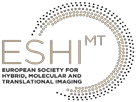 ESHI MT
EUROPEAN SOCIETY FOR
HYBRID, MOLECULAR AND
TRANSLATIONAL IMAGING